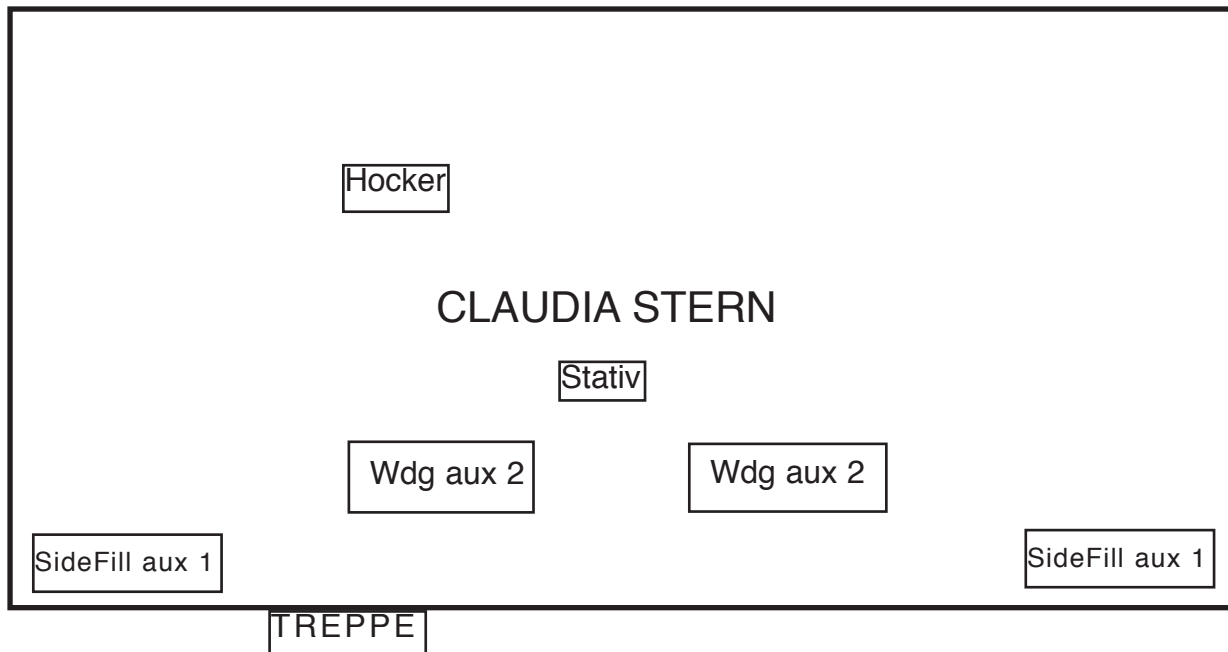 Hocker
CLAUDIA STERN
Stativ
Wdg aux 2
Wdg aux 2
SideFill aux 1
SideFill aux 1
TREPPE